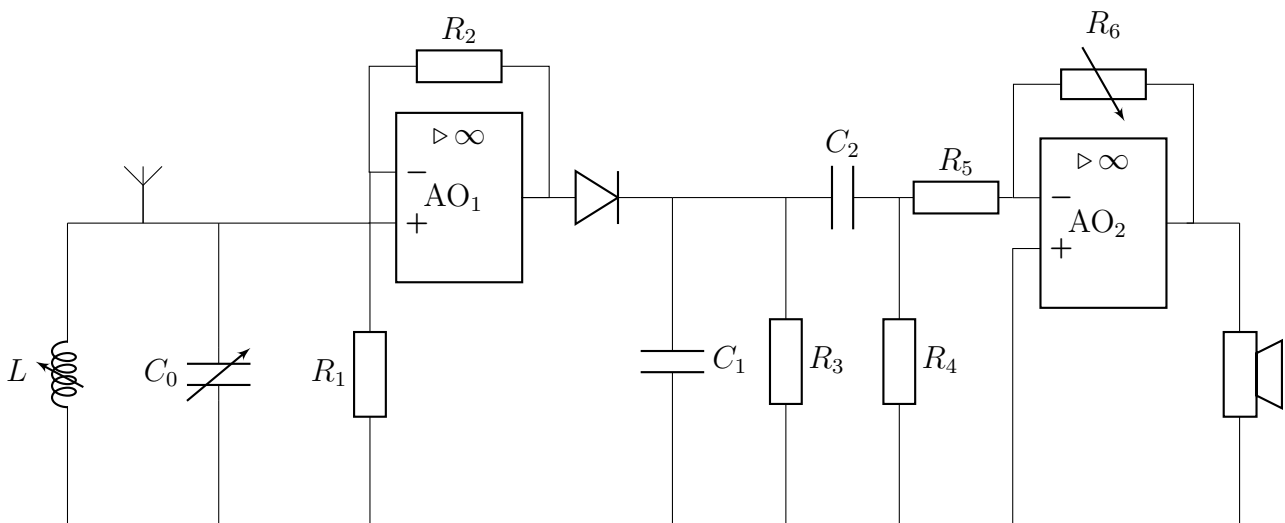 R₂
R₆
▷ ∞
▷ ∞
C₂
R₅
−
AO₁
+
−
AO₂
+
L
C₀
R₁
C₁
R₃
R₄